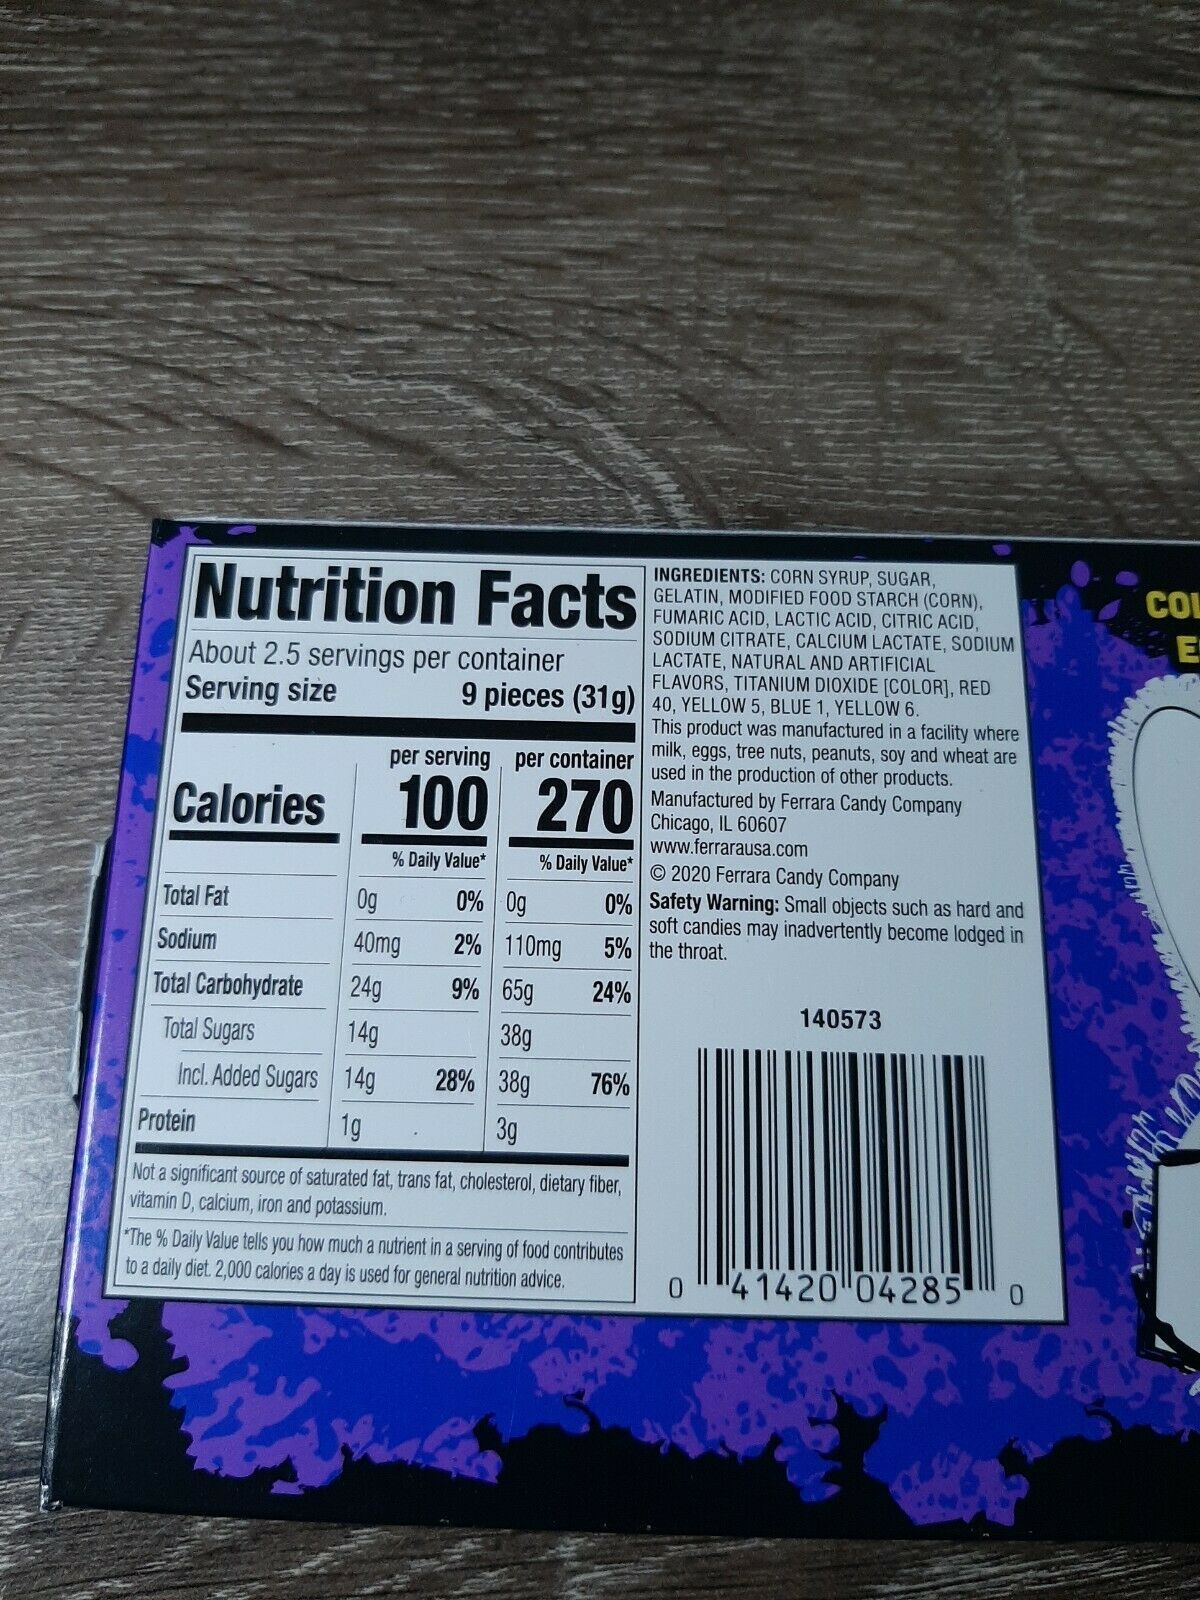 Nutrition Facts
About 2.5 servings per container
Serving size 9 pieces (31g)
per serving per container
Calories 100 270
% Daily Value* % Daily Value*
Total Fat 0g 0% 0g 0%
Sodium 40mg 2% 110mg 5%
Total Carbohydrate 24g 9% 65g 24%
Total Sugars 14g 38g
Incl. Added Sugars 14g 28% 38g 76%
Protein 1g 3g
Not a significant source of saturated fat, trans fat, cholesterol, dietary fiber,
vitamin D, calcium, iron and potassium.
*The % Daily Value tells you how much a nutrient in a serving of food contributes
to a daily diet. 2,000 calories a day is used for general nutrition advice.
INGREDIENTS: CORN SYRUP, SUGAR,
GELATIN, MODIFIED FOOD STARCH (CORN),
FUMARIC ACID, LACTIC ACID, CITRIC ACID,
SODIUM CITRATE, CALCIUM LACTATE, SODIUM
LACTATE, NATURAL AND ARTIFICIAL
FLAVORS, TITANIUM DIOXIDE [COLOR], RED
40, YELLOW 5, BLUE 1, YELLOW 6.
This product was manufactured in a facility where
milk, eggs, tree nuts, peanuts, soy and wheat are
used in the production of other products.
Manufactured by Ferrara Candy Company
Chicago, IL 60607
www.ferrarausa.com
© 2020 Ferrara Candy Company
Safety Warning: Small objects such as hard and
soft candies may inadvertently become lodged in
the throat.
140573
0 41420 04285 0